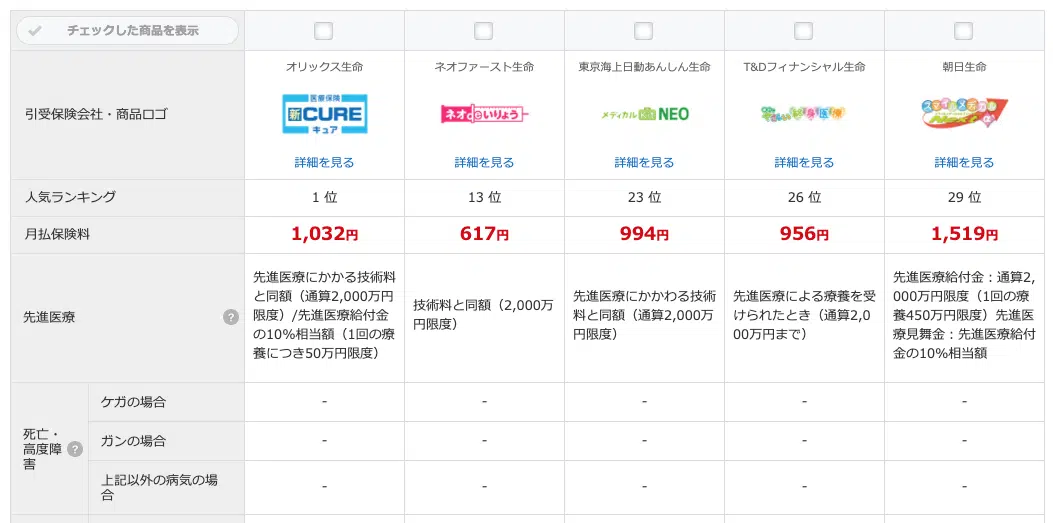 チェックした商品を表示
引受保険会社・商品ロゴ
オリックス生命
医療保険
新CURE
キュア
詳細を見る
ネオファースト生命
ネオdeいりょう
詳細を見る
東京海上日動あんしん生命
メディカル Kit NEO
詳細を見る
T&Dフィナンシャル生命
詳細を見る
朝日生命
詳細を見る
人気ランキング
1 位
13 位
23 位
26 位
29 位
月払保険料
1,032円
617円
994円
956円
1,519円
先進医療
?
先進医療にかかる技術料
と同額（通算2,000万円
限度）/先進医療給付金
の10%相当額（1回の療
養につき50万円限度）
技術料と同額（2,000万
円限度）
先進医療にかかわる技術
料と同額（通算2,000万
円限度）
先進医療による療養を受
けられたとき（通算2,0
00万円まで）
先進医療給付金：通算2,
000万円限度（1回の療
養450万円限度）先進医
療見舞金：先進医療給付
金の10%相当額
死亡・
高度障
害
?
ケガの場合
-
-
-
-
-
ガンの場合
-
-
-
-
-
上記以外の病気の場
合
-
-
-
-
-